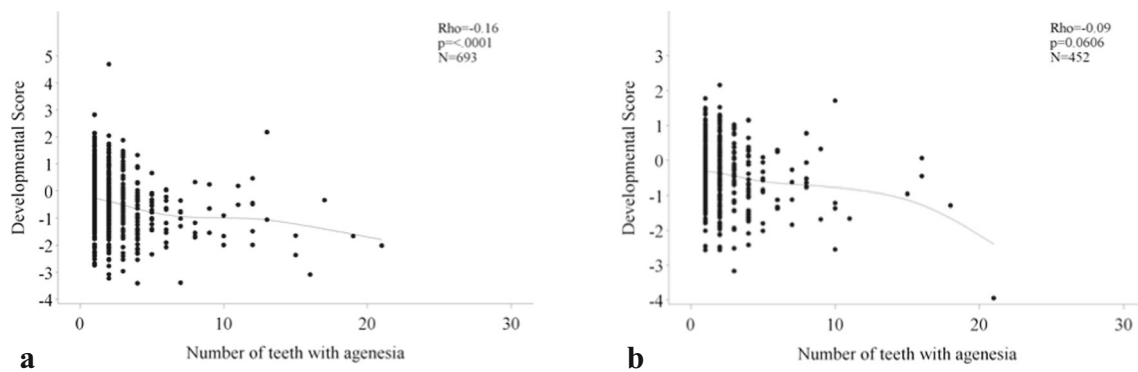 Rho=-0.16
p=<.0001
N=693
5
4
3
2
1
0
-1
-2
-3
-4
Developmental Score
0 10 20 30
Number of teeth with agenesia
a
Rho=-0.09
p=0.0606
N=452
3
2
1
0
-1
-2
-3
-4
Developmental Score
0 10 20 30
Number of teeth with agenesia
b